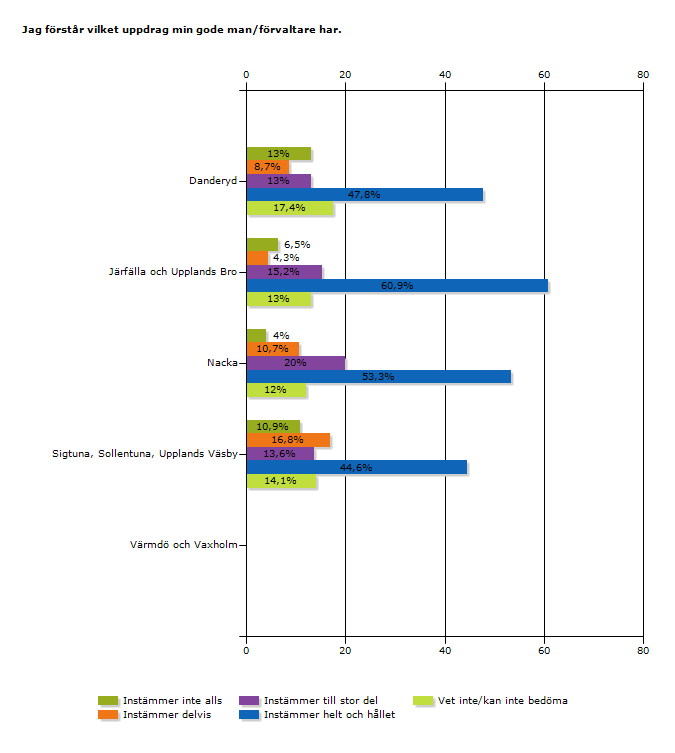 Jag förstår vilket uppdrag min gode man/förvaltare har.
0 20 40 60 80
13%
8,7%
Danderyd 13%
47,8%
17,4%
6,5%
4,3%
Järfälla och Upplands Bro 15,2%
60,9%
13%
4%
10,7%
Nacka 20%
53,3%
12%
10,9%
16,8%
Sigtuna, Sollentuna, Upplands Väsby 13,6%
44,6%
14,1%
Värmdö och Vaxholm
0 20 40 60 80
Instämmer inte alls Instämmer till stor del Vet inte/kan inte bedöma
Instämmer delvis Instämmer helt och hållet